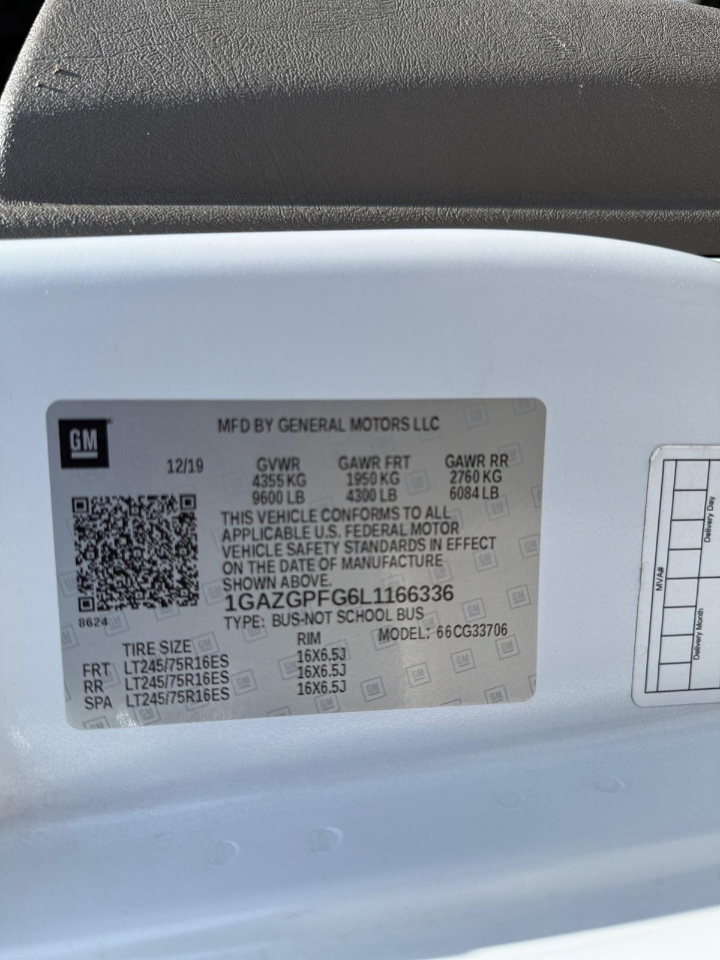 GM
MFD BY GENERAL MOTORS LLC
12/19 GVWR GAWR FRT GAWR RR
4355 KG 1950 KG 2760 KG
9600 LB 4300 LB 6084 LB
THIS VEHICLE CONFORMS TO ALL
APPLICABLE U.S. FEDERAL MOTOR
VEHICLE SAFETY STANDARDS IN EFFECT
ON THE DATE OF MANUFACTURE
SHOWN ABOVE.
1GAZGPFG6L1166336
8624
TYPE: BUS-NOT SCHOOL BUS
MODEL: 66CG33706
TIRE SIZE RIM
FRT LT245/75R16ES 16X6.5J
RR LT245/75R16ES 16X6.5J
SPA LT245/75R16ES 16X6.5J
MVA#
Delivery Day
Delivery Month